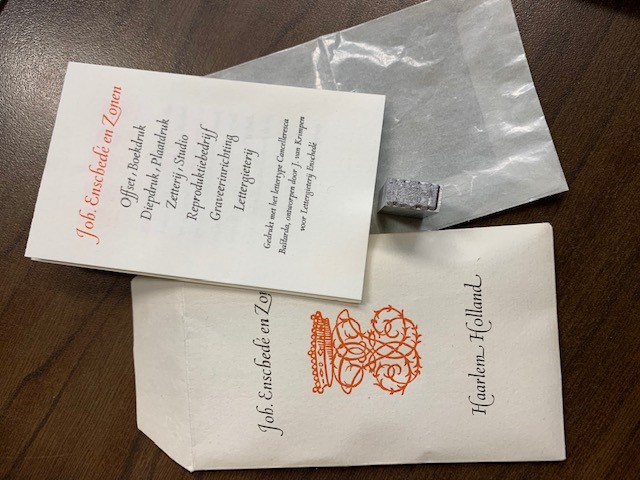 Joh. Enschedé en Zonen
Offset, Boekdruk
Diepdruk, Plaatdruk
Zetterij, Studio
Reproduktiebedrijf
Graveerinrichting
Lettergieterij
Gedrukt met het lettertype Cancelleresca
Bastarda, ontworpen door J. van Krimpen
voor Lettergieterij Enschedé
Joh. Enschedé en Zon
Haarlem Holland